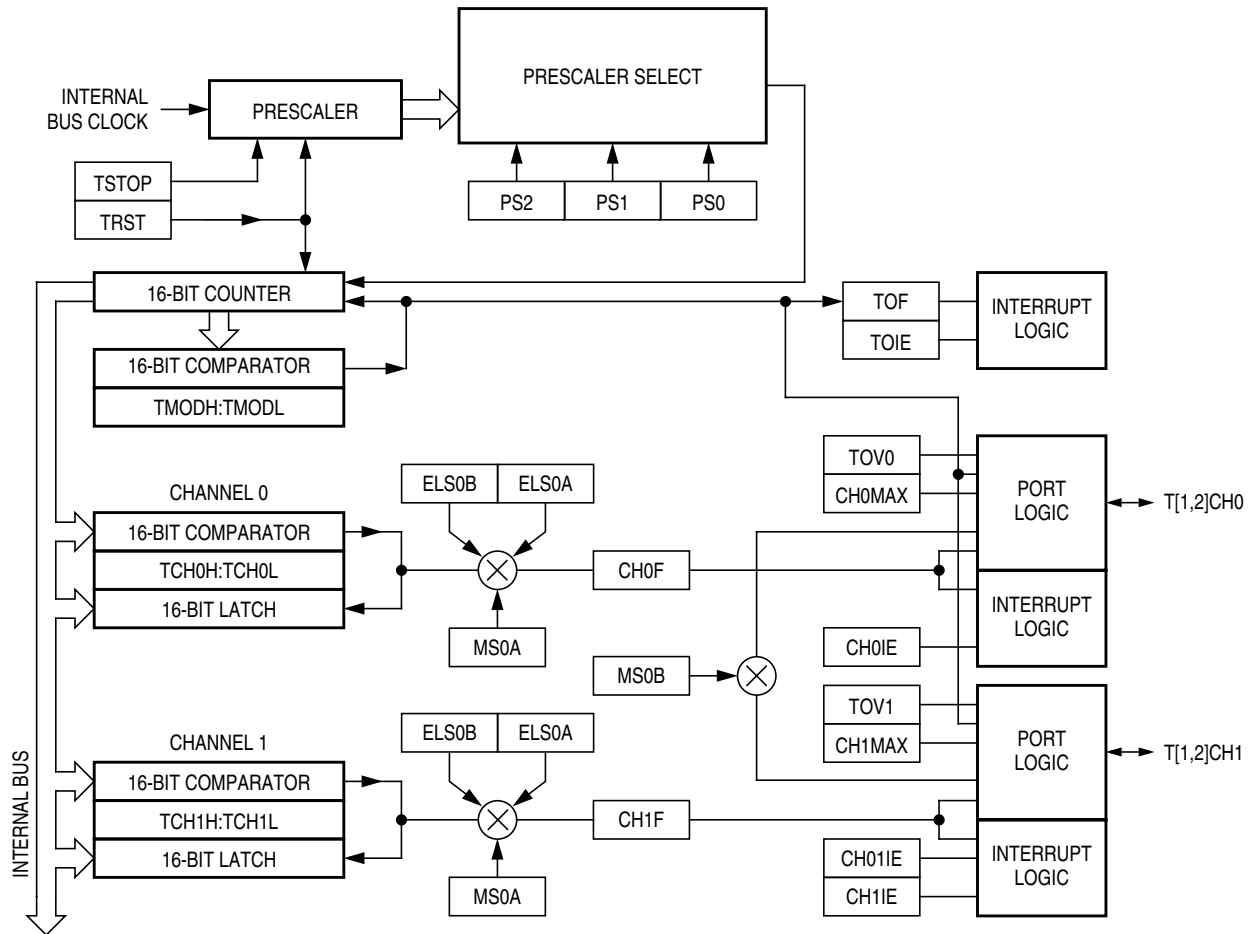 PRESCALER SELECT
INTERNAL
BUS CLOCK
PRESCALER
TSTOP
TRST
PS2
PS1
PS0
16-BIT COUNTER
TOF
TOIE
INTERRUPT
LOGIC
16-BIT COMPARATOR
TMODH:TMODL
CHANNEL 0
16-BIT COMPARATOR
TCH0H:TCH0L
16-BIT LATCH
ELS0B
ELS0A
MS0A
CH0F
TOV0
CH0MAX
PORT
LOGIC
T[1,2]CH0
INTERRUPT
LOGIC
CH0IE
MS0B
CHANNEL 1
16-BIT COMPARATOR
TCH1H:TCH1L
16-BIT LATCH
ELS0B
ELS0A
MS0A
CH1F
TOV1
CH1MAX
PORT
LOGIC
T[1,2]CH1
CH01IE
CH1IE
INTERRUPT
LOGIC
INTERNAL BUS